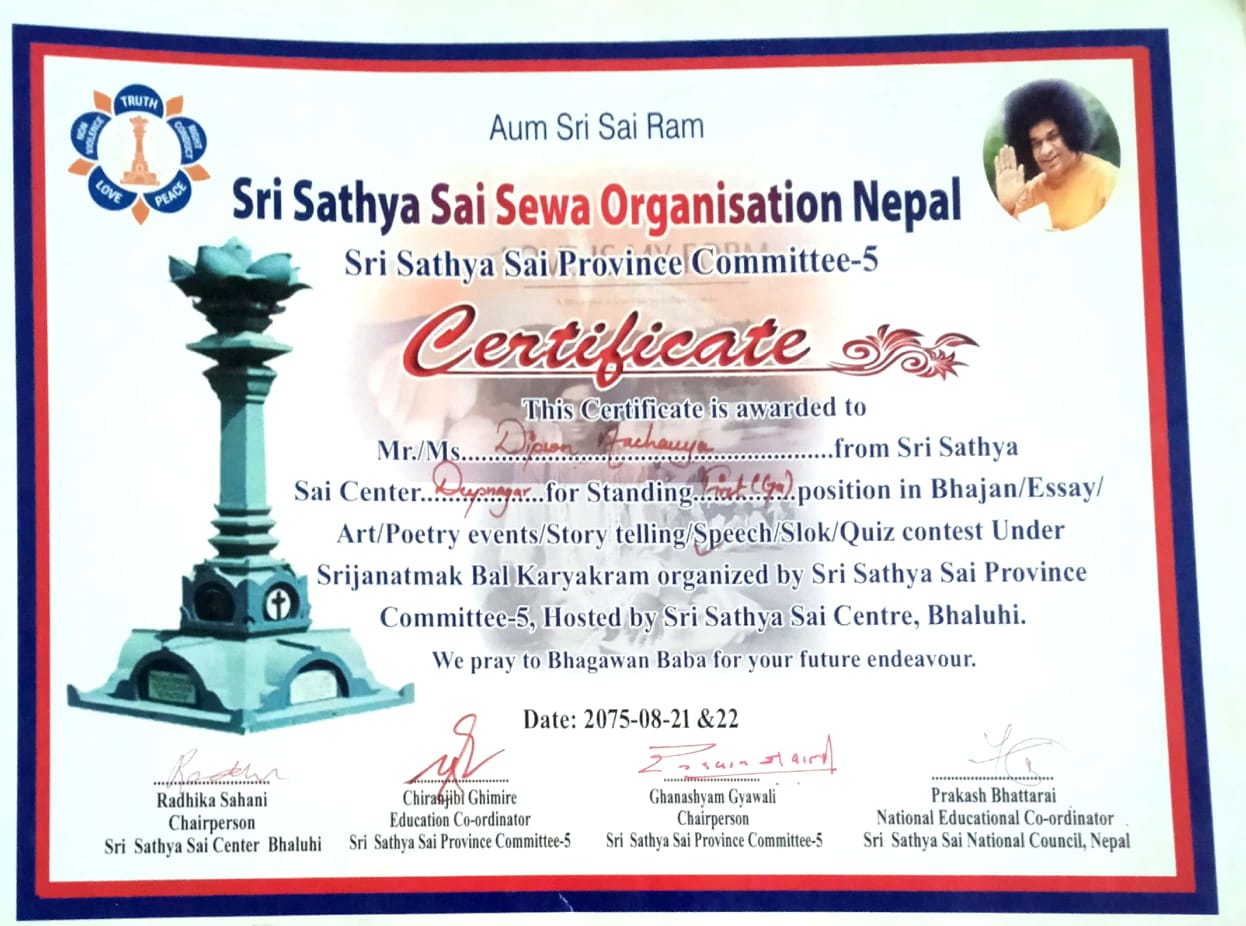 TRUTH
RIGHT CONDUCT
PEACE
LOVE
NON VIOLENCE
Aum Sri Sai Ram
Sri Sathya Sai Sewa Organisation Nepal
Sri Sathya Sai Province Committee-5
Certificate
This Certificate is awarded to
Mr./Ms. Dipson Aacharya from Sri Sathya
Sai Center Deepnagar for Standing First (Ga) position in Bhajan/Essay/
Art/Poetry events/Story telling/Speech/Slok/Quiz contest Under
Srijanatmak Bal Karyakram organized by Sri Sathya Sai Province
Committee-5, Hosted by Sri Sathya Sai Centre, Bhaluhi.
We pray to Bhagawan Baba for your future endeavour.
Date: 2075-08-21 &22
Radhika Sahani
Chairperson
Sri Sathya Sai Center Bhaluhi
Chiranjibi Ghimire
Education Co-ordinator
Sri Sathya Sai Province Committee-5
Ghanashyam Gyawali
Chairperson
Sri Sathya Sai Province Committee-5
Prakash Bhattarai
National Educational Co-ordinator
Sri Sathya Sai National Council, Nepal